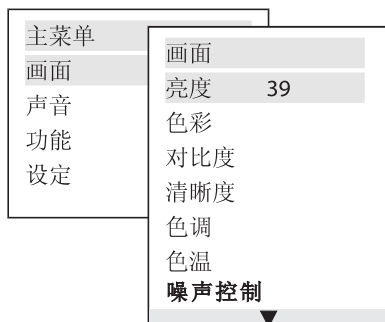 主菜单
画面
声音
功能
设定
画面
亮度 39
色彩
对比度
清晰度
色调
色温
噪声控制